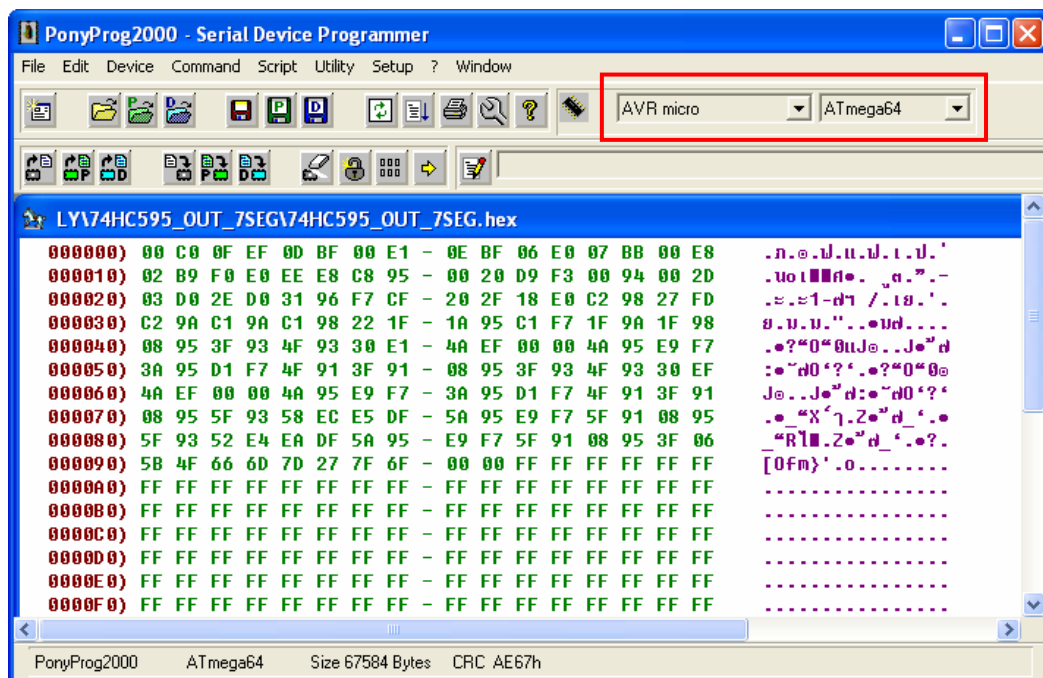 PonyProg2000 - Serial Device Programmer
File Edit Device Command Script Utility Setup ? Window
AVR micro ATmega64
LY\74HC595_OUT_7SEG\74HC595_OUT_7SEG.hex
000000) 00 C0 0F EF 0D BF 00 E1 - 0E BF 06 E0 07 BB 00 E8
000010) 02 B9 F0 E0 EE E8 C8 95 - 00 20 D9 F3 00 94 00 2D
000020) 03 D0 2E D0 31 96 F7 CF - 20 2F 18 E0 C2 98 27 FD
000030) C2 9A C1 9A C1 98 22 1F - 1A 95 C1 F7 1F 9A 1F 98
000040) 08 95 3F 93 4F 93 30 E1 - 4A EF 00 00 4A 95 E9 F7
000050) 3A 95 D1 F7 4F 91 3F 91 - 08 95 3F 93 4F 93 30 EF
000060) 4A EF 00 00 4A 95 E9 F7 - 3A 95 D1 F7 4F 91 3F 91
000070) 08 95 5F 93 58 EC E5 DF - 5A 95 E9 F7 5F 91 08 95
000080) 5F 93 52 E4 EA DF 5A 95 - E9 F7 5F 91 08 95 3F 06
000090) 5B 4F 66 6D 7D 27 7F 6F - 00 00 FF FF FF FF FF FF [Ofm}'.o........
0000A0) FF FF FF FF FF FF FF FF - FF FF FF FF FF FF FF FF ................
0000B0) FF FF FF FF FF FF FF FF - FF FF FF FF FF FF FF FF ................
0000C0) FF FF FF FF FF FF FF FF - FF FF FF FF FF FF FF FF ................
0000D0) FF FF FF FF FF FF FF FF - FF FF FF FF FF FF FF FF ................
0000E0) FF FF FF FF FF FF FF FF - FF FF FF FF FF FF FF FF ................
0000F0) FF FF FF FF FF FF FF FF - FF FF FF FF FF FF FF FF ................
PonyProg2000 ATmega64 Size 67584 Bytes CRC AE67h